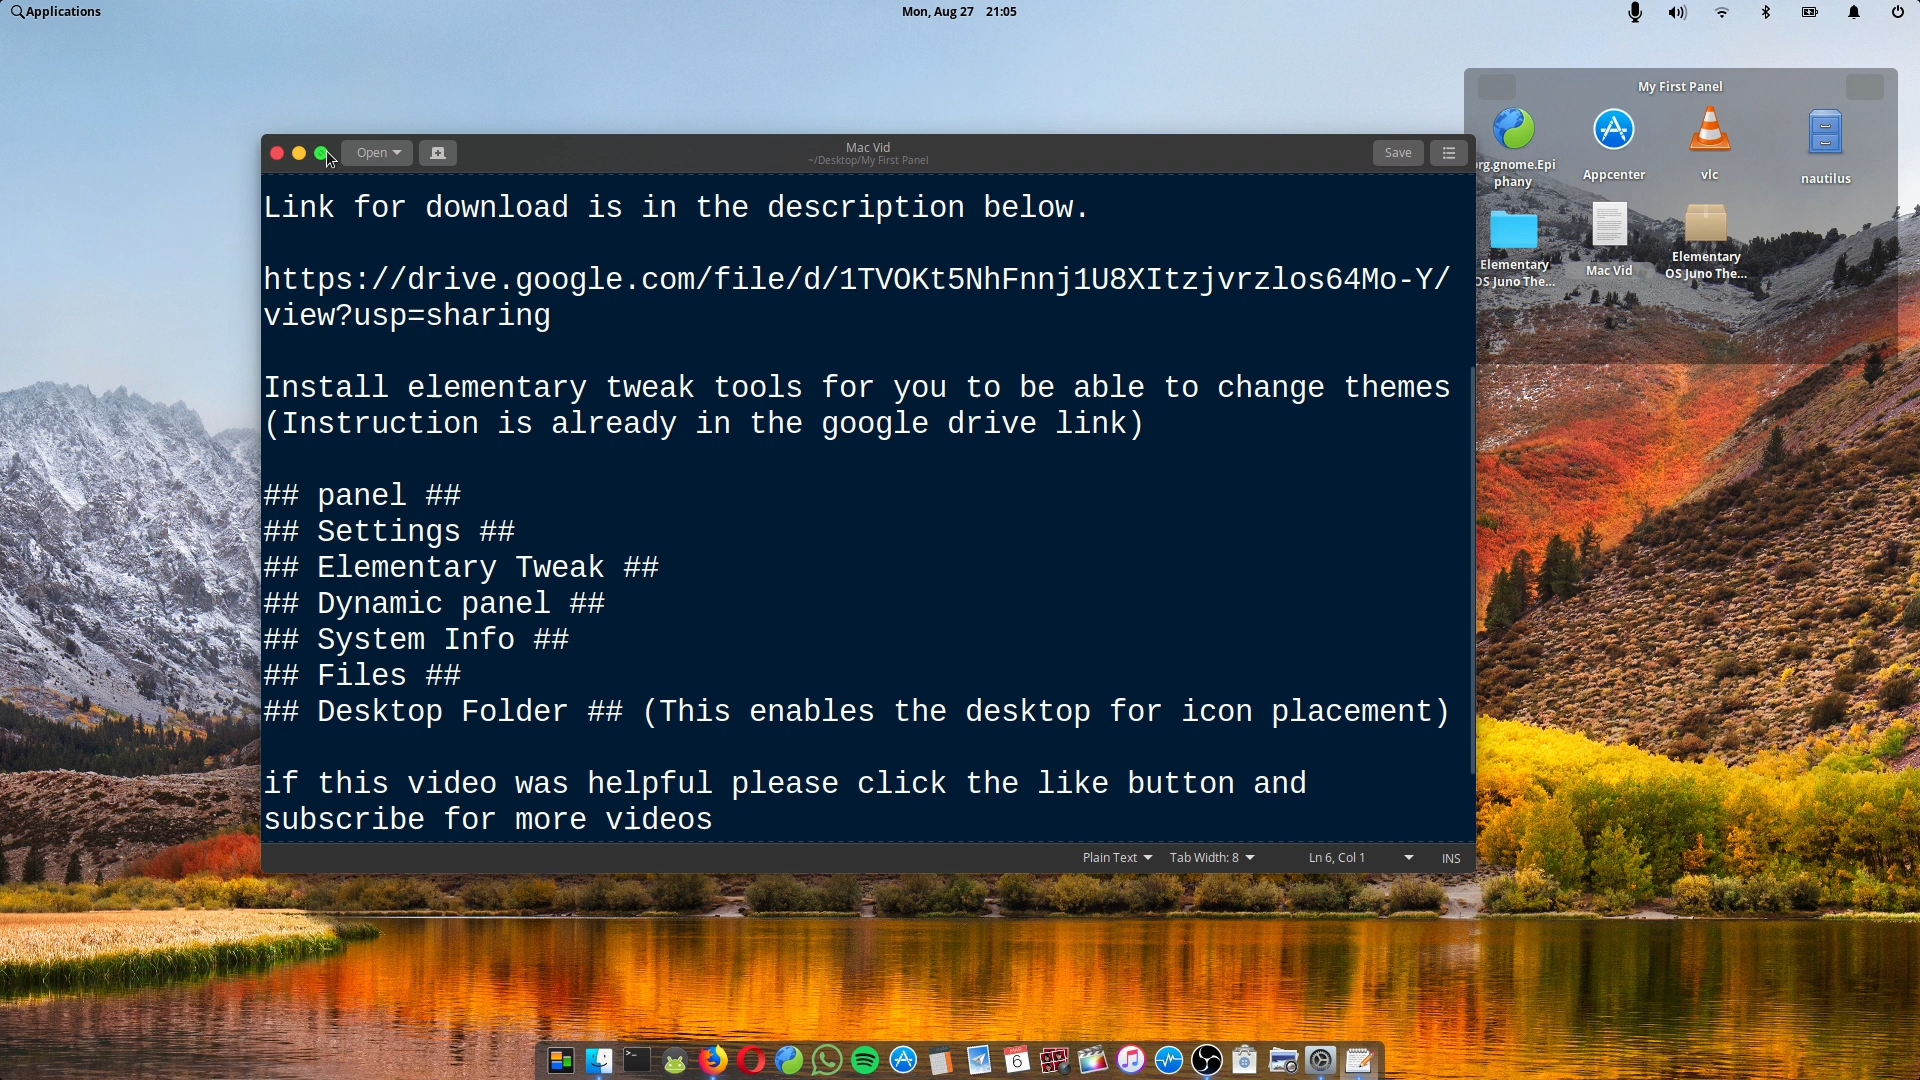 Applications
Mon, Aug 27 21:05
My First Panel
org.gnome.Epi
phany
Appcenter
vlc
nautilus
Elementary
OS Juno The...
Mac Vid
Elementary
OS Juno The...
Open
Mac Vid
~/Desktop/My First Panel
Save
Link for download is in the description below.
https://drive.google.com/file/d/1TVOKt5NhFnnj1U8XItzjvrzlos64Mo-Y/
view?usp=sharing
Install elementary tweak tools for you to be able to change themes
(Instruction is already in the google drive link)
## panel ##
## Settings ##
## Elementary Tweak ##
## Dynamic panel ##
## System Info ##
## Files ##
## Desktop Folder ## (This enables the desktop for icon placement)
if this video was helpful please click the like button and
subscribe for more videos
Plain Text
Tab Width: 8
Ln 6, Col 1
INS
6